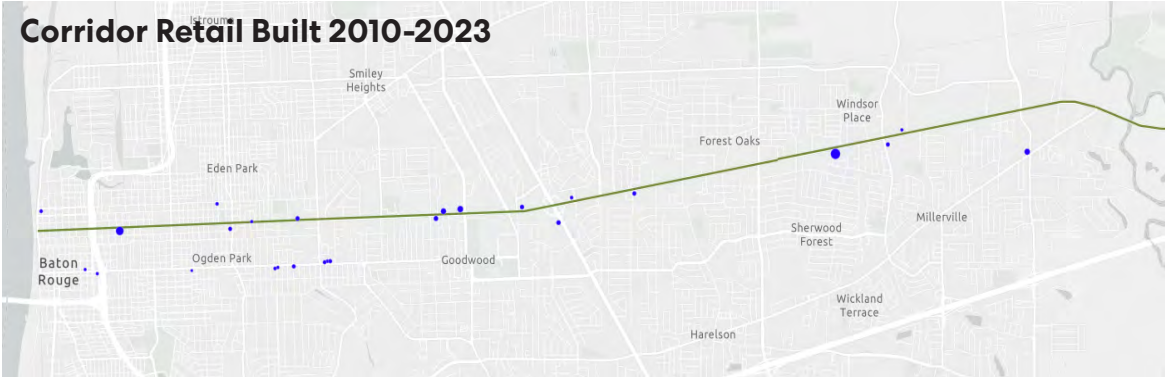 Corridor Retail Built 2010-2023
Istrouma
Smiley
Heights
Windsor
Place
Forest Oaks
Eden Park
Millerville
Sherwood
Forest
Baton
Rouge
Ogden Park
Goodwood
Wickland
Terrace
Harelson